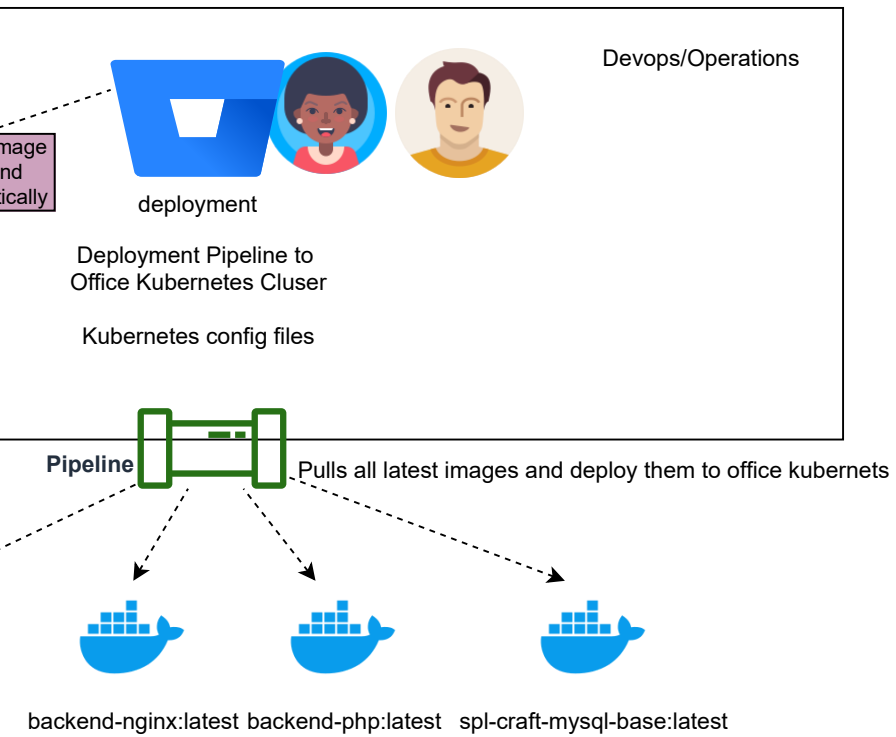 Devops/Operations
deployment
Deployment Pipeline to
Office Kubernetes Cluser
Kubernetes config files
Pipeline
Pulls all latest images and deploy them to office kubernets
backend-nginx:latest
backend-php:latest
spl-craft-mysql-base:latest